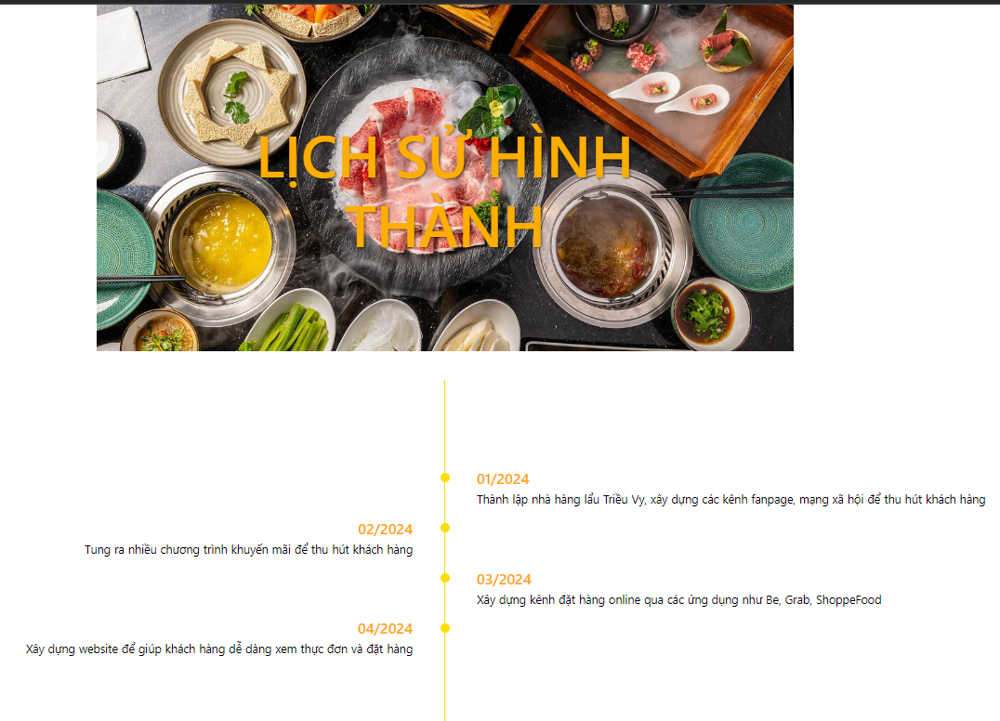 LỊCH SỬ HÌNH
THÀNH
01/2024
Thành lập nhà hàng lẩu Triều Vy, xây dựng các kênh fanpage, mạng xã hội để thu hút khách hàng
02/2024
Tung ra nhiều chương trình khuyến mãi để thu hút khách hàng
03/2024
Xây dựng kênh đặt hàng online qua các ứng dụng như Be, Grab, ShoppeFood
04/2024
Xây dựng website để giúp khách hàng dễ dàng xem thực đơn và đặt hàng